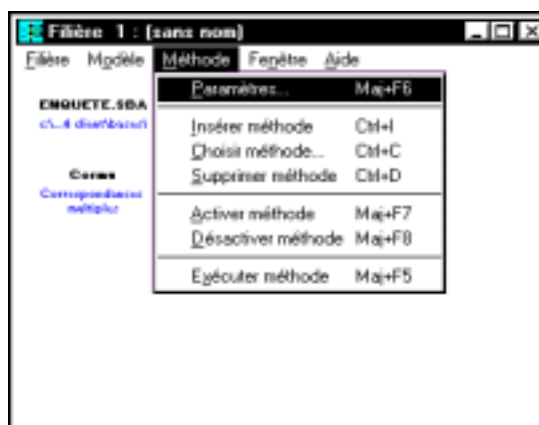 Filière 1 : (sans nom)
Filière Modèle Méthode Fenêtre Aide
Paramètres... Maj+F6
ENQUETE.SBA
Insérer méthode Ctrl+I
Choisir méthode... Ctrl+C
Supprimer méthode Ctrl+D
Corres
Correspondances
multiples
Activer méthode Maj+F7
Désactiver méthode Maj+F8
Exécuter méthode Maj+F5